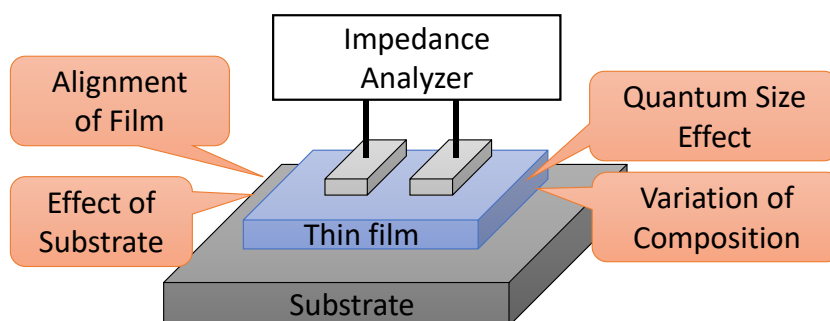 Impedance
Analyzer
Alignment
of Film
Quantum Size
Effect
Effect of
Substrate
Variation of
Composition
Thin film
Substrate